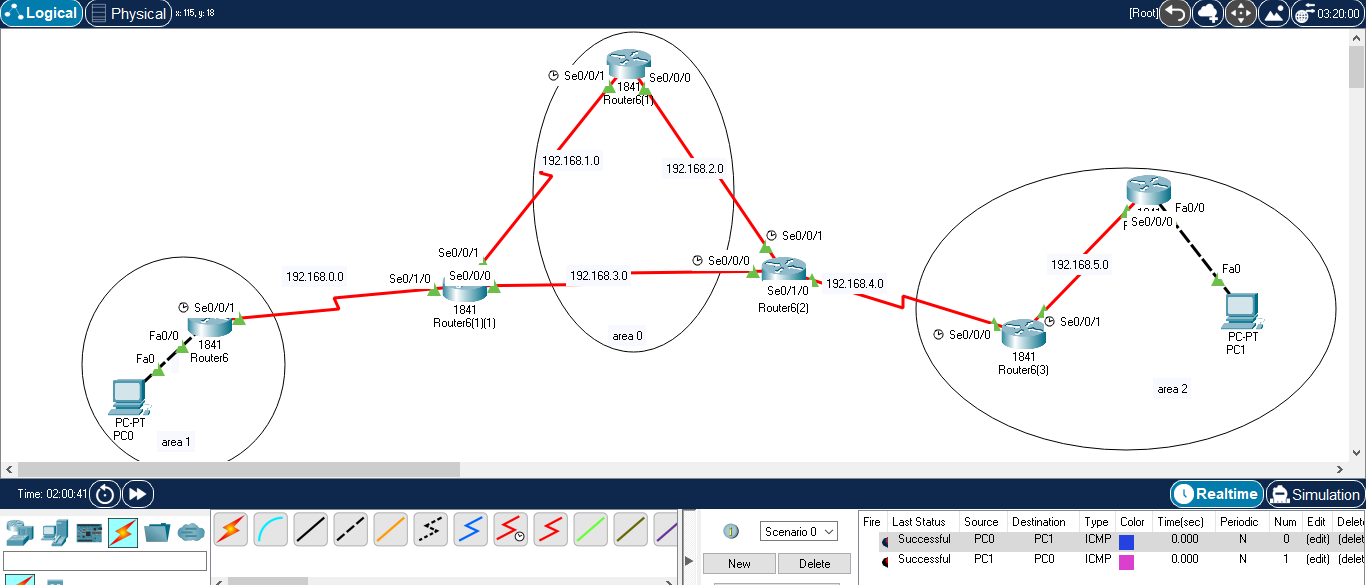 Logical Physical x: 115, y: 18 [Root] 03:20:00
Se0/0/1 Se0/0/0
1841
Router6(1)
192.168.1.0 192.168.2.0
1841 Fa0/0
Se0/0/0
Se0/0/1
Se0/0/1 Se0/0/0 Fa0
192.168.5.0
192.168.0.0 Se0/1/0 Se0/0/0 192.168.3.0
Se0/1/0 192.168.4.0
1841
Router6(1)(1)
Router6(2)
Se0/0/1
Fa0/0
1841
Router6
Fa0
Se0/0/0 Se0/0/1
1841
Router6(3)
PC-PT
PC1
area 0
area 2
PC-PT
PC0
area 1
Time: 02:00:41 Realtime Simulation
Scenario 0
New Delete
Fire Last Status Source Destination Type Color Time(sec) Periodic Num Edit Delet
Successful PC0 PC1 ICMP 0.000 N 0 (edit) (delet
Successful PC1 PC0 ICMP 0.000 N 1 (edit) (delet